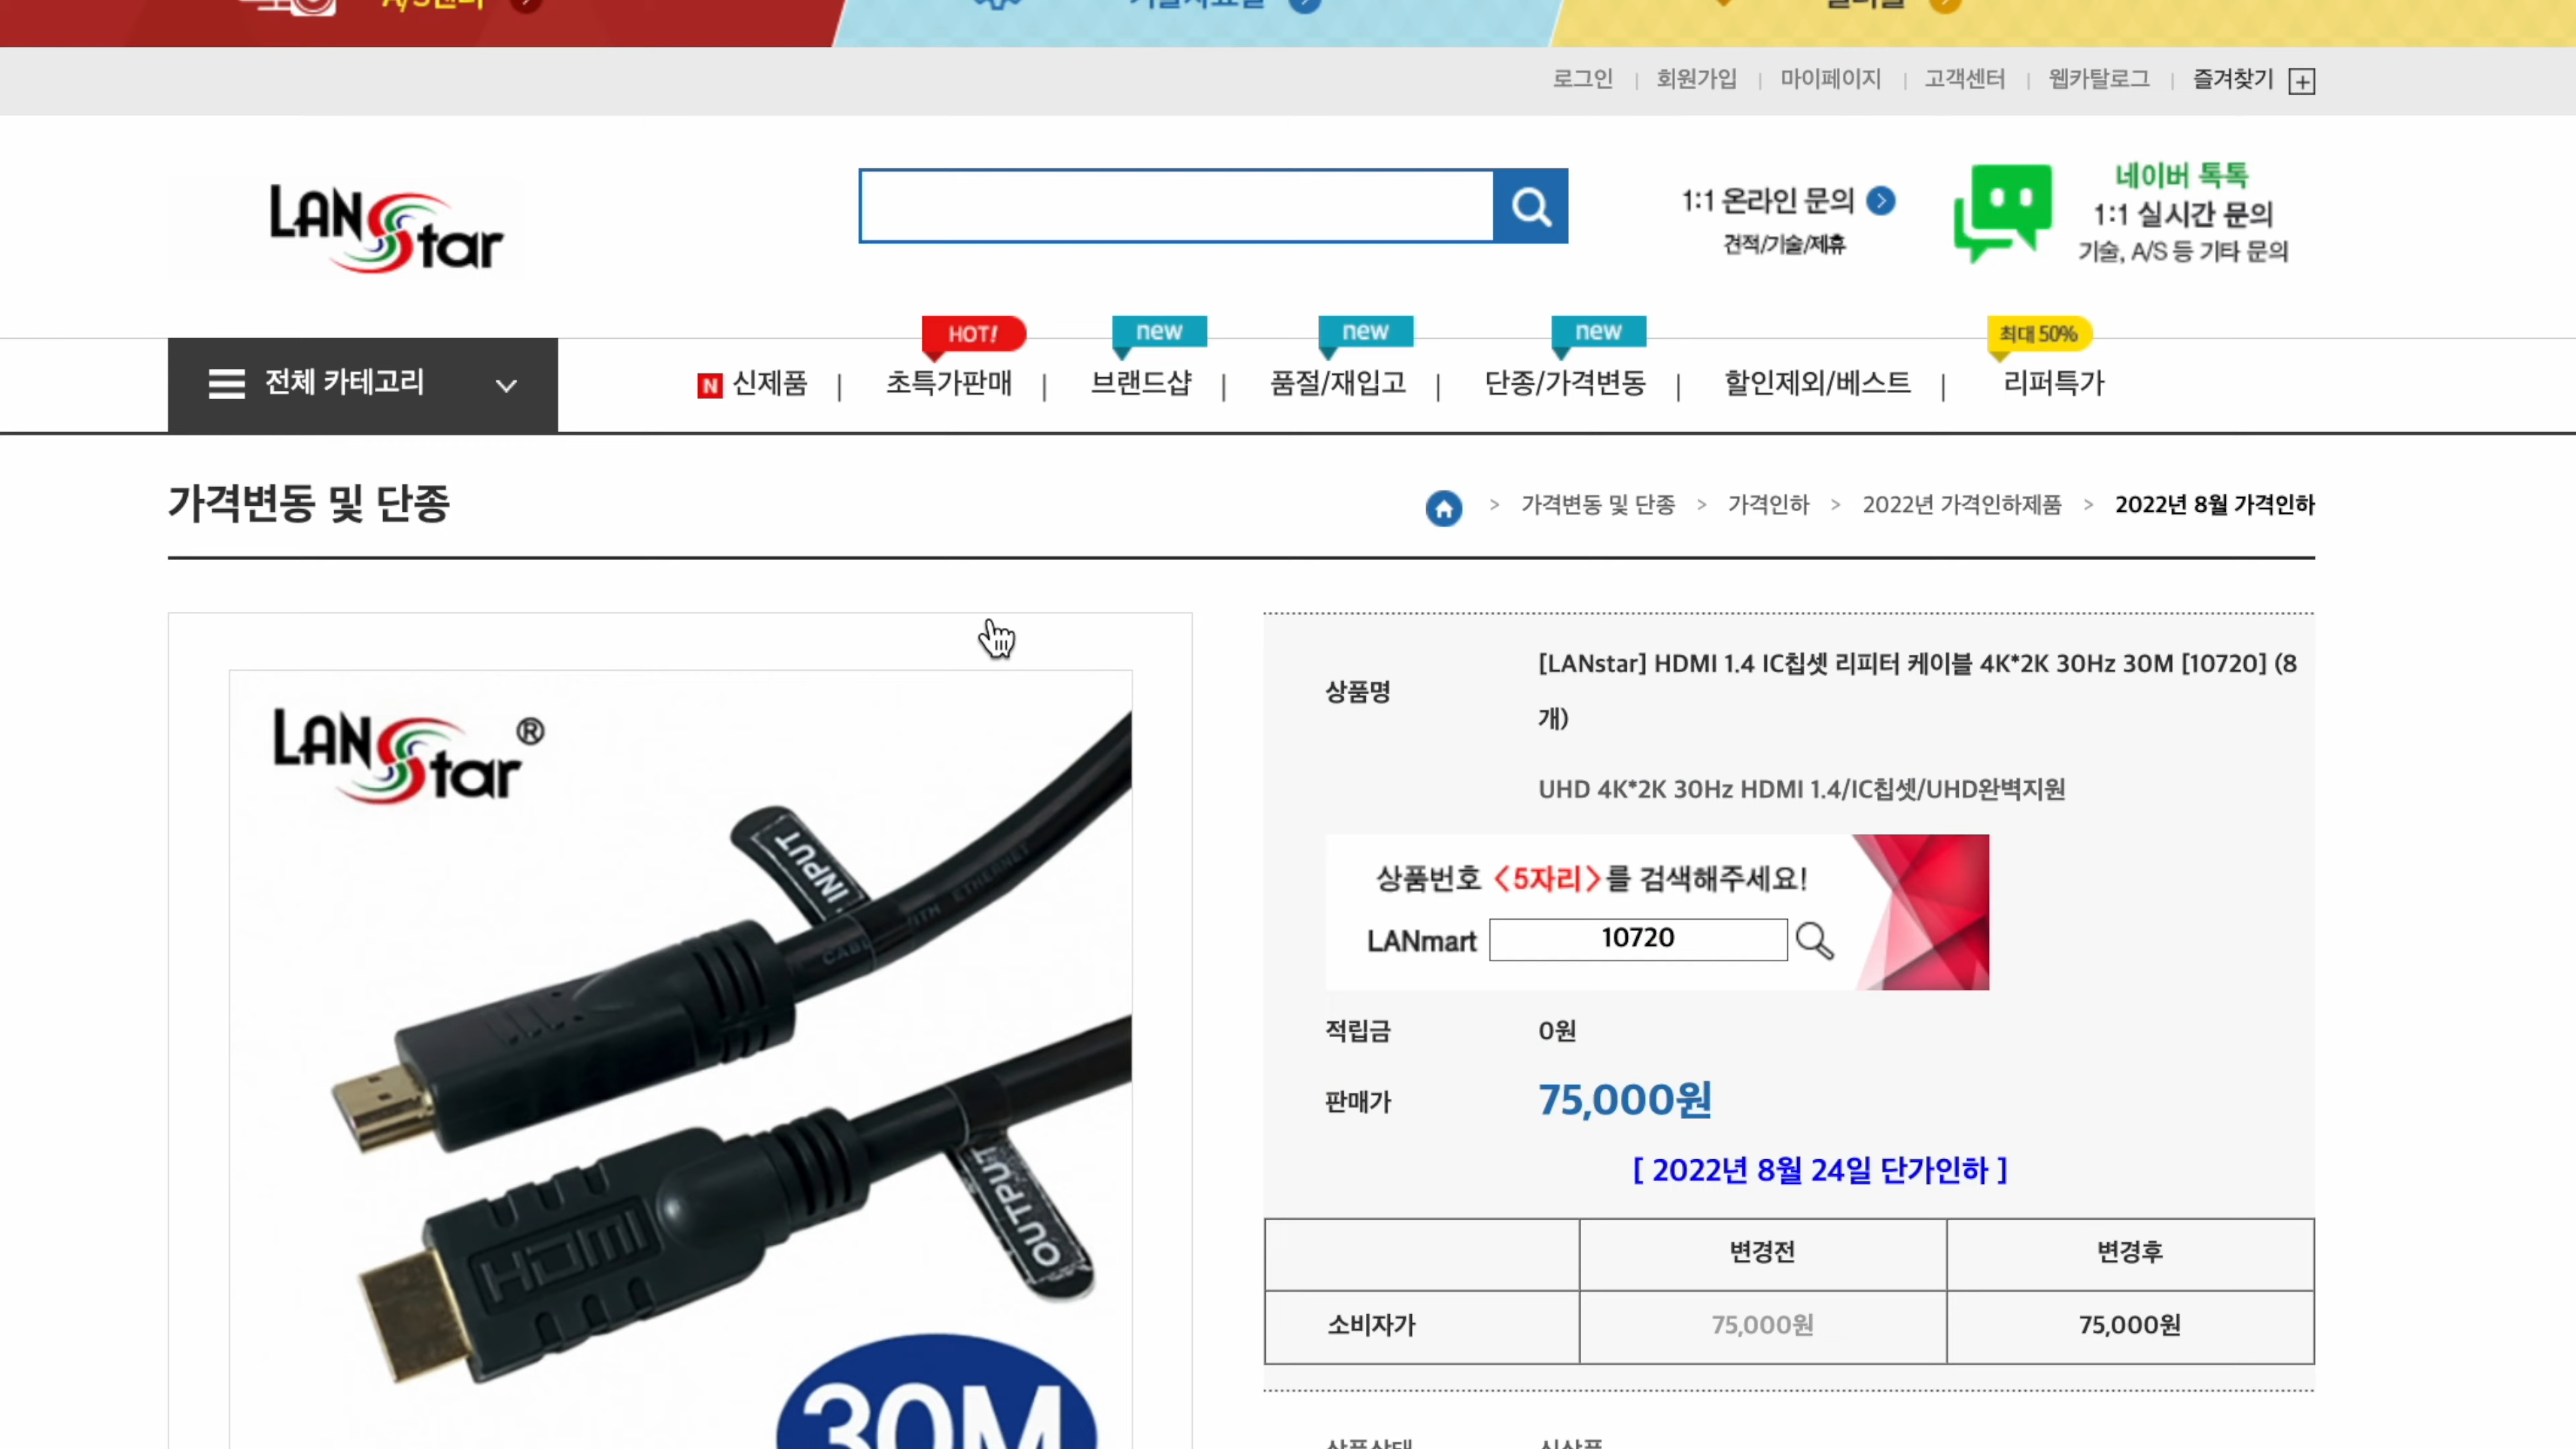 로그인 | 회원가입 | 마이페이지 | 고객센터 | 웹카탈로그 | 즐겨찾기
LANStar
1:1 온라인 문의
견적/기술/제휴
네이버 톡톡
1:1 실시간 문의
기술, A/S 등 기타 문의
HOT! new new new 최대 50%
전체 카테고리
N 신제품 | 초특가판매 | 브랜드샵 | 품절/재입고 | 단종/가격변동 | 할인제외/베스트 | 리퍼특가
가격변동 및 단종
> 가격변동 및 단종 > 가격인하 > 2022년 가격인하제품 > 2022년 8월 가격인하
LANStar®
INPUT
OUTPUT
HDMI
30M
상품명
[LANstar] HDMI 1.4 IC칩셋 리피터 케이블 4K*2K 30Hz 30M [10720] (8
개)
UHD 4K*2K 30Hz HDMI 1.4/IC칩셋/UHD완벽지원
상품번호 <5자리>를 검색해주세요!
LANmart 10720
적립금 0원
판매가 75,000원
[ 2022년 8월 24일 단가인하 ]
변경전 변경후
소비자가 75,000원 75,000원